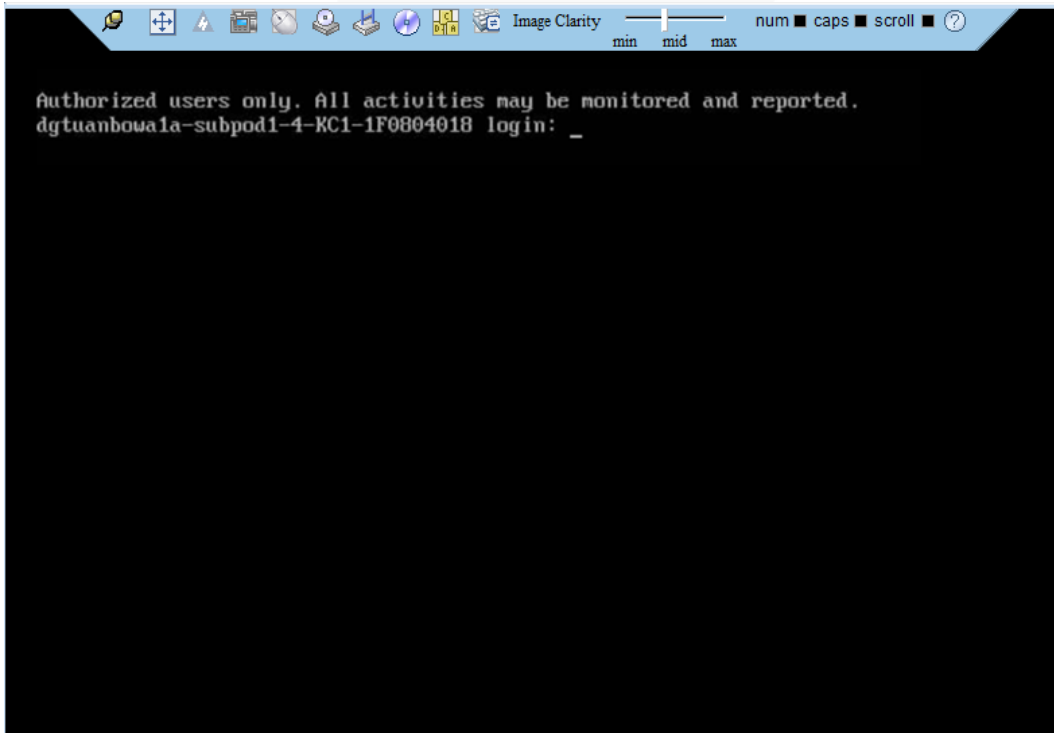 Image Clarity min mid max num caps scroll ?
Authorized users only. All activities may be monitored and reported.
dgtuanbowa1a-subpod1-4-KC1-1F0804018 login: _